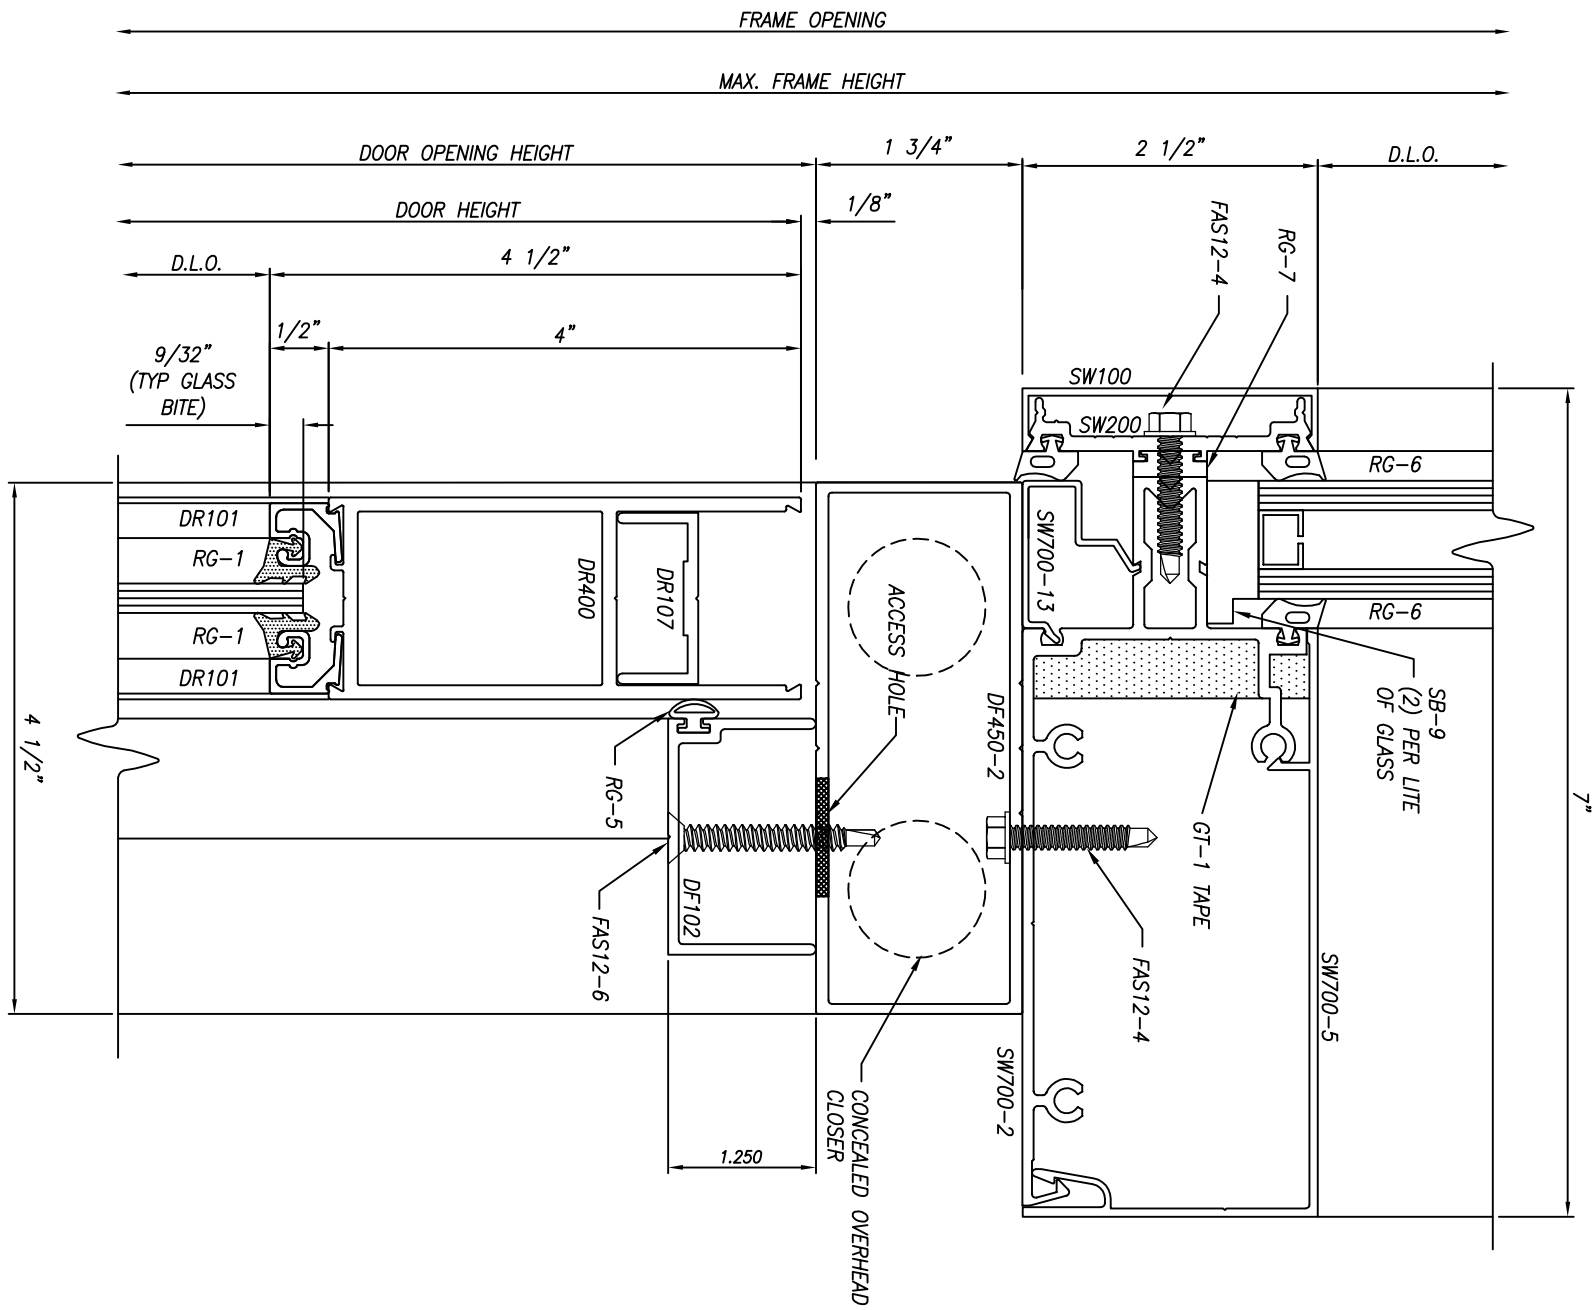 FRAME OPENING
MAX. FRAME HEIGHT
DOOR OPENING HEIGHT
1 3/4"
2 1/2"
D.L.O.
DOOR HEIGHT
1/8"
D.L.O.
4 1/2"
FAS12-4
RG-7
1/2"
4"
9/32"
(TYP GLASS
BITE)
SW100
SW200
RG-6
DR101
RG-1
DR400
DR107
ACCESS HOLE
SW700-13
RG-1
DR101
RG-6
SB-9
(2) PER LITE
OF GLASS
DF450-2
4 1/2"
7"
RG-5
GT-1 TAPE
DF102
FAS12-6
FAS12-4
SW700-5
SW700-2
CONCEALED OVERHEAD
CLOSER
1.250